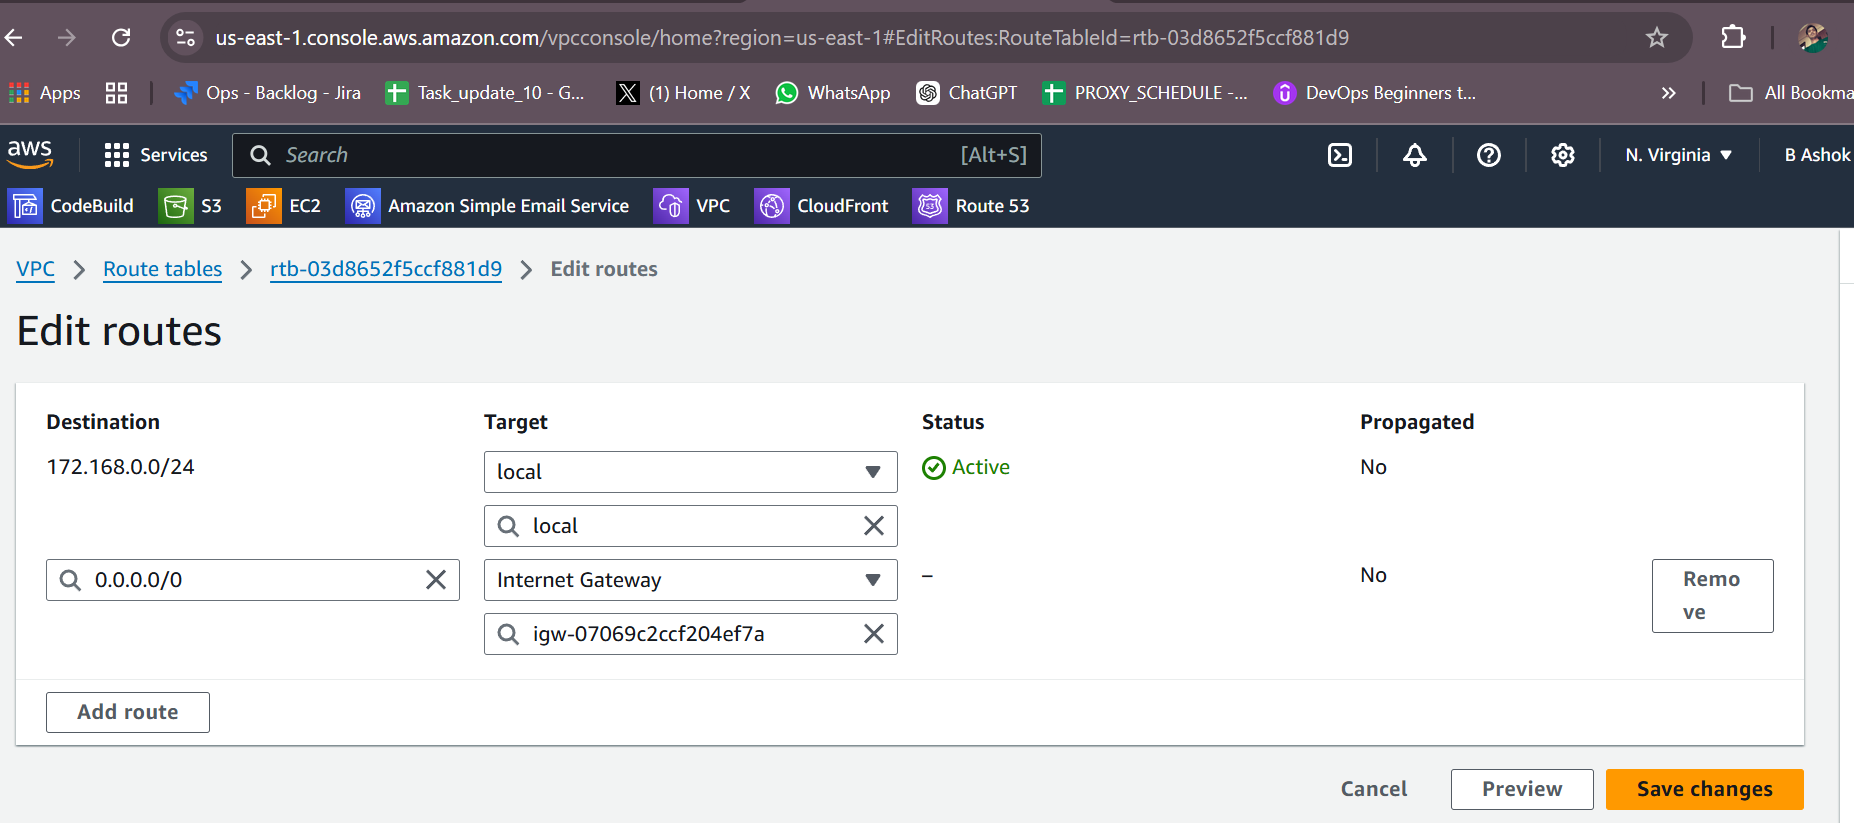 us-east-1.console.aws.amazon.com/vpcconsole/home?region=us-east-1#EditRoutes:RouteTableId=rtb-03d8652f5ccf881d9
Apps Ops - Backlog - Jira Task_update_10 - G... (1) Home / X WhatsApp ChatGPT PROXY_SCHEDULE -... DevOps Beginners t... » All Bookma
aws Services Search [Alt+S] N. Virginia B Ashok
CodeBuild S3 EC2 Amazon Simple Email Service VPC CloudFront Route 53
VPC > Route tables > rtb-03d8652f5ccf881d9 > Edit routes
Edit routes
Destination Target Status Propagated
172.168.0.0/24 local Active No
local
0.0.0.0/0 Internet Gateway – No Remo
ve
igw-07069c2ccf204ef7a
Add route
Cancel Preview Save changes